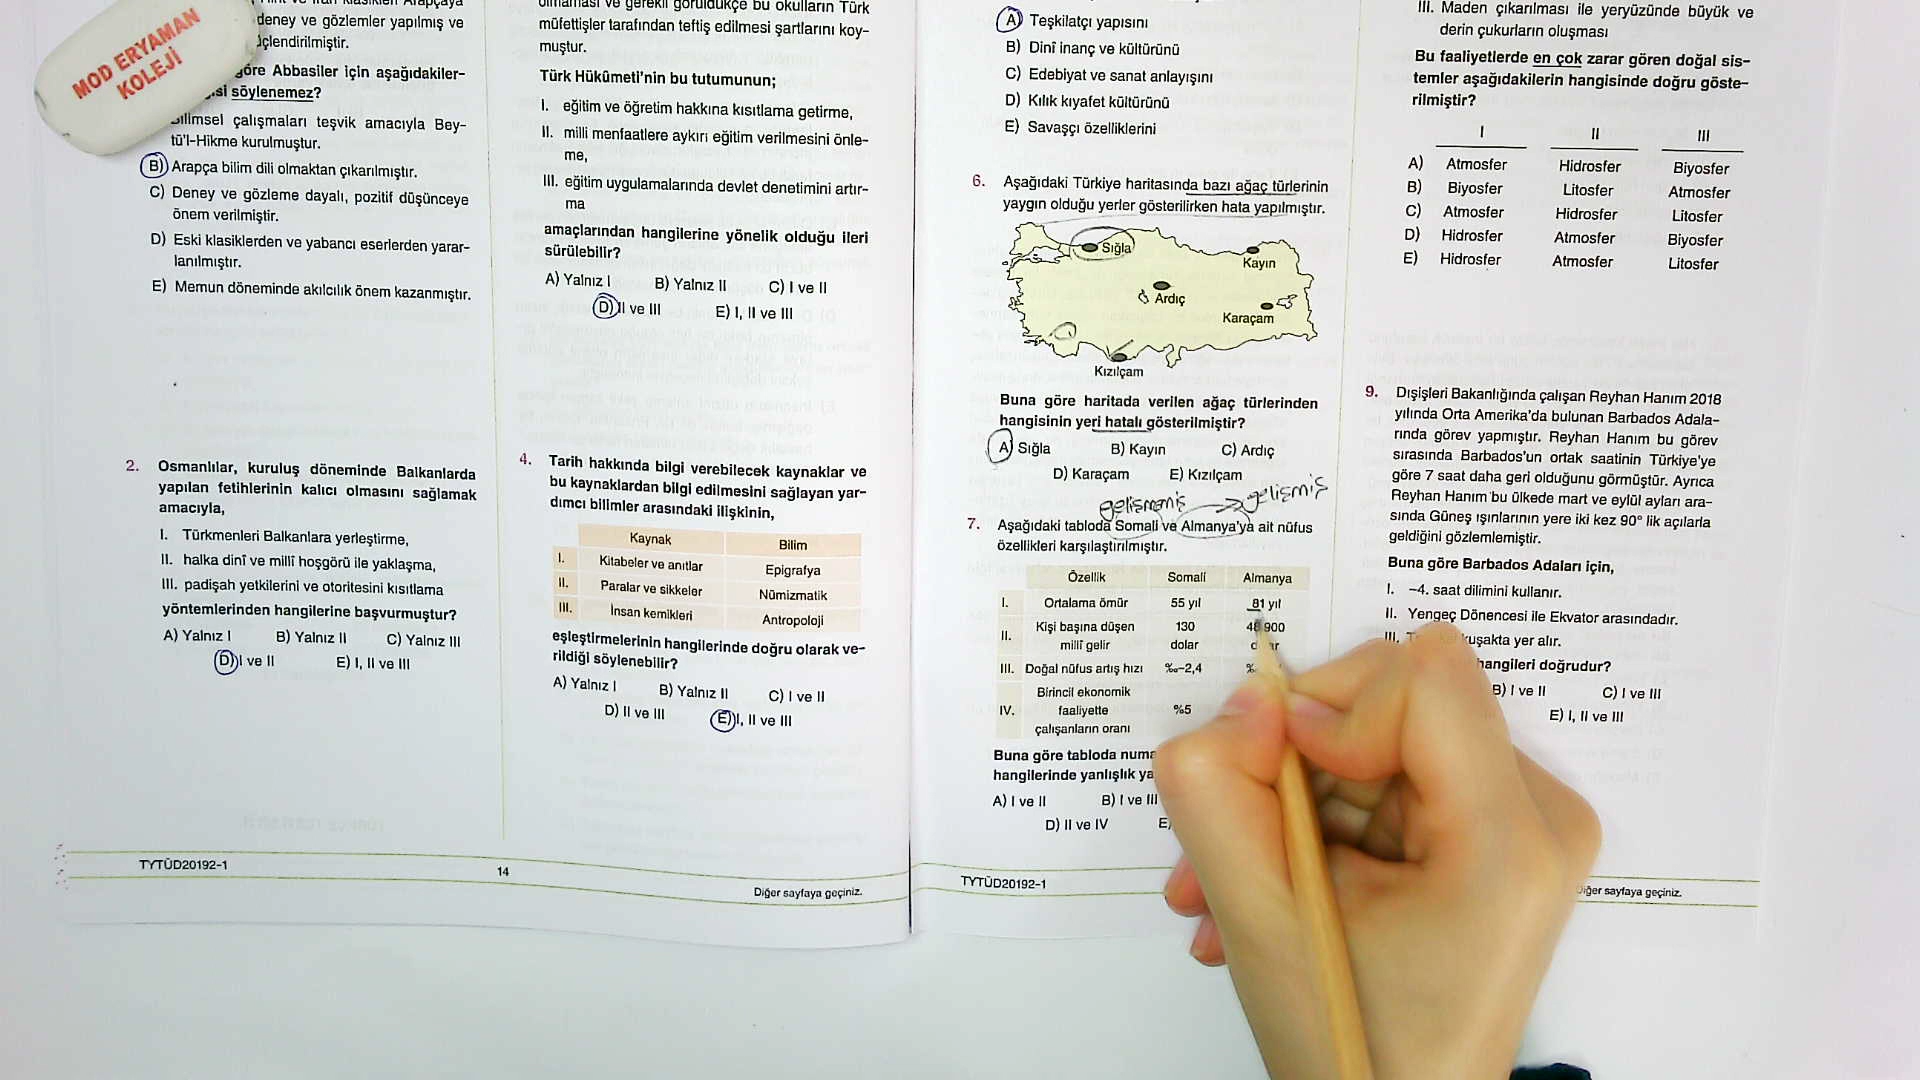 MOD ERYAMAN
KOLEJİ
deney ve gözlemler yapılmış ve
üçlendirilmiştir.
göre Abbasiler için aşağıdakiler-
si söylenemez?
Bilimsel çalışmaları teşvik amacıyla Bey-
tü'l-Hikme kurulmuştur.
B) Arapça bilim dili olmaktan çıkarılmıştır.
C) Deney ve gözleme dayalı, pozitif düşünceye
önem verilmiştir.
D) Eski klasiklerden ve yabancı eserlerden yarar-
lanılmıştır.
E) Memun döneminde akılcılık önem kazanmıştır.
2. Osmanlılar, kuruluş döneminde Balkanlarda
yapılan fetihlerinin kalıcı olmasını sağlamak
amacıyla,
I. Türkmenleri Balkanlara yerleştirme,
II. halka dinî ve millî hoşgörü ile yaklaşma,
III. padişah yetkilerini ve otoritesini kısıtlama
yöntemlerinden hangilerine başvurmuştur?
A) Yalnız I B) Yalnız II C) Yalnız III
D) I ve II E) I, II ve III
olmaması ve gerekli görüldükçe bu okulların Türk
müfettişler tarafından teftiş edilmesi şartlarını koy-
muştur.
Türk Hükûmeti'nin bu tutumunun;
I. eğitim ve öğretim hakkına kısıtlama getirme,
II. millî menfaatlere aykırı eğitim verilmesini önle-
me,
III. eğitim uygulamalarında devlet denetimini artır-
ma
amaçlarından hangilerine yönelik olduğu ileri
sürülebilir?
A) Yalnız I B) Yalnız II C) I ve II
D) II ve III E) I, II ve III
4. Tarih hakkında bilgi verebilecek kaynaklar ve
bu kaynaklardan bilgi edilmesini sağlayan yar-
dımcı bilimler arasındaki ilişkinin,
Kaynak Bilim
I. Kitabeler ve anıtlar Epigrafya
II. Paralar ve sikkeler Nümizmatik
III. İnsan kemikleri Antropoloji
eşleştirmelerinin hangilerinde doğru olarak ve-
rildiği söylenebilir?
A) Yalnız I B) Yalnız II C) I ve II
D) II ve III E) I, II ve III
TYTÜD20192-1
14
Diğer sayfaya geçiniz.
A) Teşkilatçı yapısını
B) Dinî inanç ve kültürünü
C) Edebiyat ve sanat anlayışını
D) Kılık kıyafet kültürünü
E) Savaşçı özelliklerini
6. Aşağıdaki Türkiye haritasında bazı ağaç türlerinin
yaygın olduğu yerler gösterilirken hata yapılmıştır.
Sığla
Kayın
Ardıç
Karaçam
Kızılçam
Buna göre haritada verilen ağaç türlerinden
hangisinin yeri hatalı gösterilmiştir?
A) Sığla B) Kayın C) Ardıç
D) Karaçam E) Kızılçam
gelişmemiş → gelişmiş
7. Aşağıdaki tabloda Somali ve Almanya'ya ait nüfus
özellikleri karşılaştırılmıştır.
Özellik Somali Almanya
I. Ortalama ömür 55 yıl 81 yıl
II. Kişi başına düşen millî gelir 130 dolar
III. Doğal nüfus artış hızı ‰-2,4
IV. Birincil ekonomik faaliyette çalışanların oranı %5
Buna göre tabloda numa
hangilerinde yanlışlık ya
A) I ve II B) I ve III
D) II ve IV E)
TYTÜD20192-1
III. Maden çıkarılması ile yeryüzünde büyük ve
derin çukurların oluşması
Bu faaliyetlerde en çok zarar gören doğal sis-
temler aşağıdakilerin hangisinde doğru göste-
rilmiştir?
I II III
A) Atmosfer Hidrosfer Biyosfer
B) Biyosfer Litosfer Atmosfer
C) Atmosfer Hidrosfer Litosfer
D) Hidrosfer Atmosfer Biyosfer
E) Hidrosfer Atmosfer Litosfer
9. Dışişleri Bakanlığında çalışan Reyhan Hanım 2018
yılında Orta Amerika'da bulunan Barbados Adala-
rında görev yapmıştır. Reyhan Hanım bu görev
sırasında Barbados'un ortak saatinin Türkiye'ye
göre 7 saat daha geri olduğunu görmüştür. Ayrıca
Reyhan Hanım bu ülkede mart ve eylül ayları ara-
sında Güneş ışınlarının yere iki kez 90° lik açılarla
geldiğini gözlemlemiştir.
Buna göre Barbados Adaları için,
I. -4. saat dilimini kullanır.
II. Yengeç Dönencesi ile Ekvator arasındadır.
III. kuşakta yer alır.
hangileri doğrudur?
B) I ve II C) I ve III
E) I, II ve III
Diğer sayfaya geçiniz.